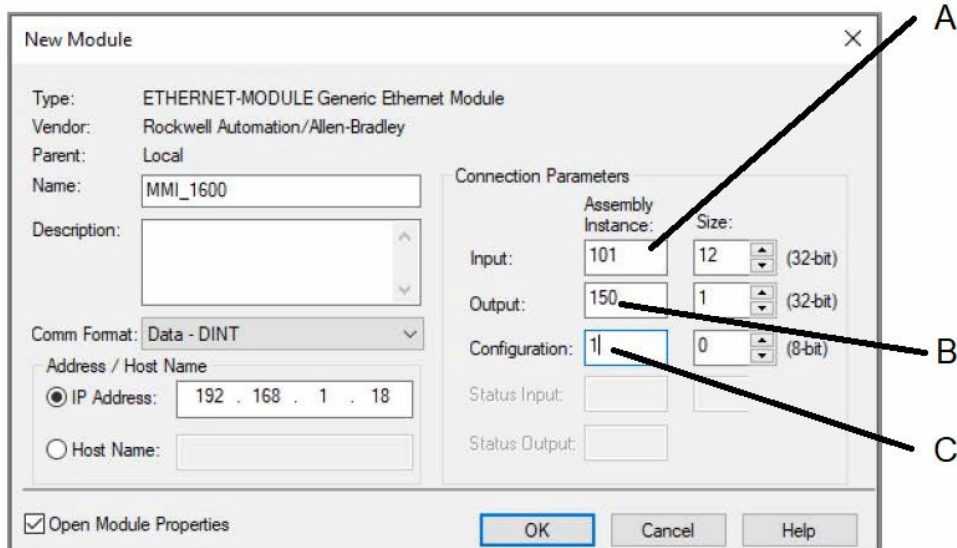 A
New Module
Type: ETHERNET-MODULE Generic Ethernet Module
Vendor: Rockwell Automation/Allen-Bradley
Parent: Local
Name: MMI_1600
Description:
Comm Format: Data - DINT
Address / Host Name
IP Address: 192 . 168 . 1 . 18
Host Name:
Connection Parameters
Assembly
Instance: Size:
Input: 101 12 (32-bit)
Output: 150 1 (32-bit)
Configuration: 1 0 (8-bit)
Status Input:
Status Output:
B
C
Open Module Properties
OK Cancel Help